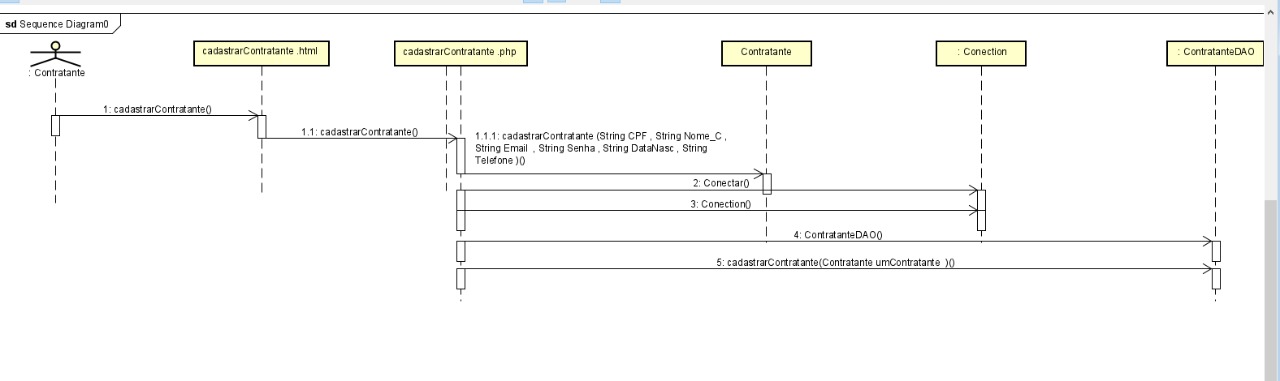 sd Sequence Diagram0
: Contratante
cadastrarContratante .html
cadastrarContratante .php
Contratante
: Conection
: ContratanteDAO
1: cadastrarContratante()
1.1: cadastrarContratante()
1.1.1: cadastrarContratante (String CPF , String Nome_C ,
String Email , String Senha , String DataNasc , String
Telefone )()
2: Conectar()
3: Conection()
4: ContratanteDAO()
5: cadastrarContratante(Contratante umContratante )()